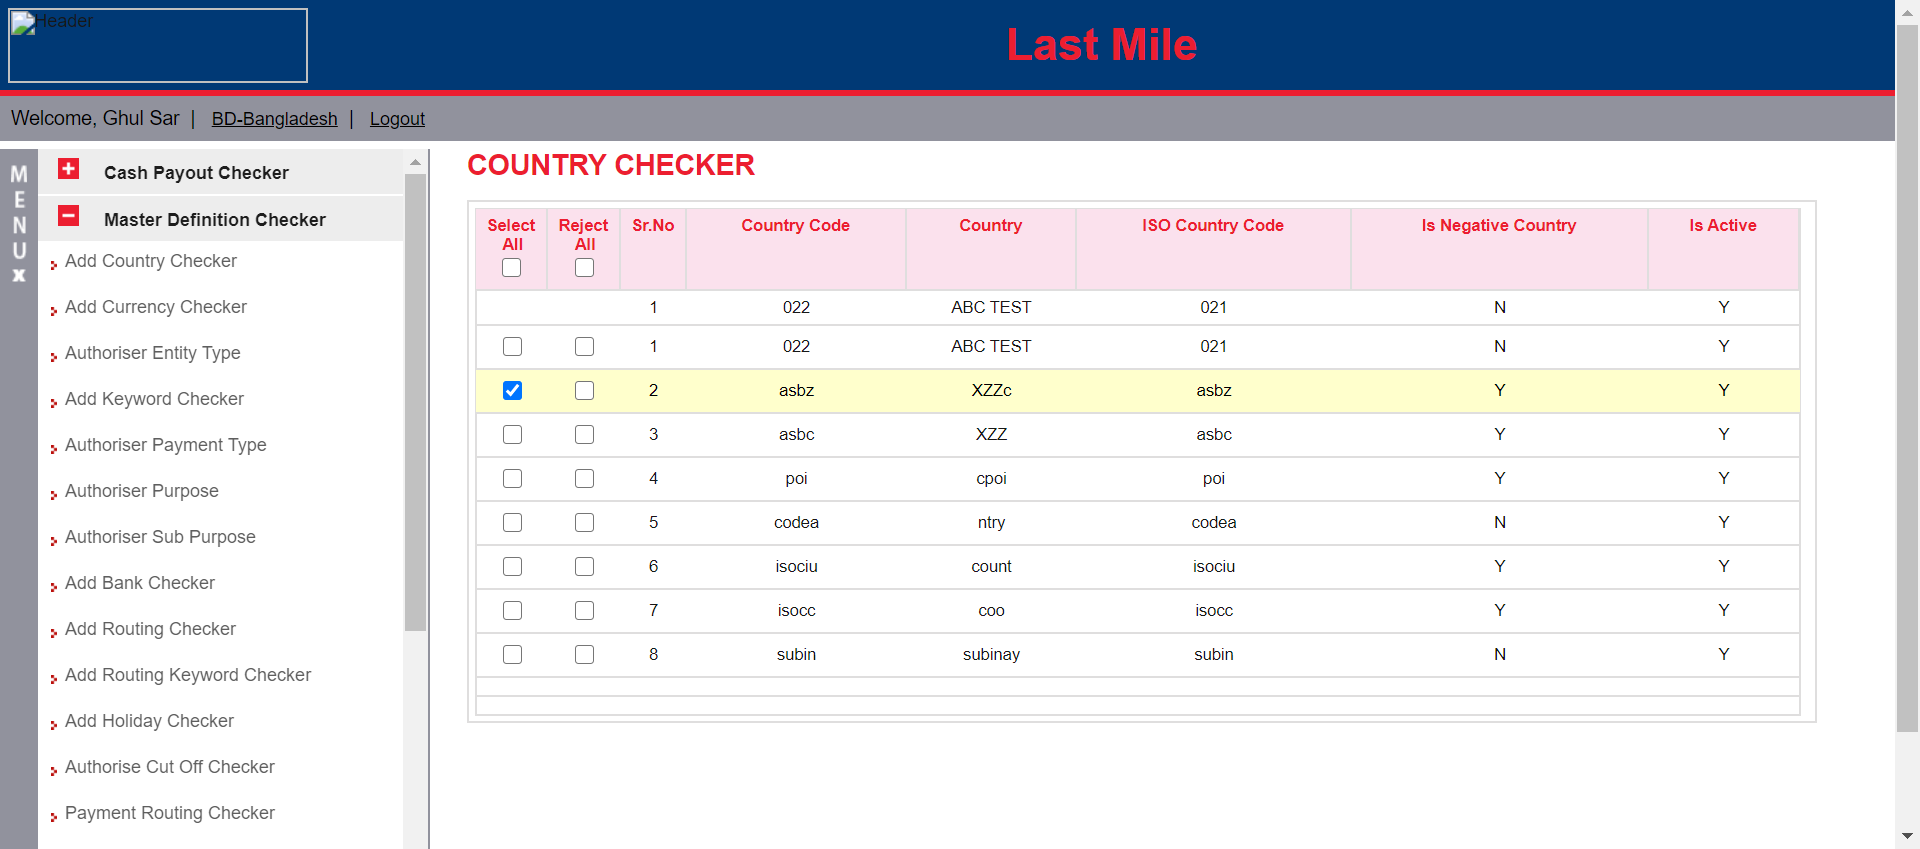 Header
Last Mile
Welcome, Ghul Sar | BD-Bangladesh | Logout
MENU x
Cash Payout Checker
Master Definition Checker
Add Country Checker
Add Currency Checker
Authoriser Entity Type
Add Keyword Checker
Authoriser Payment Type
Authoriser Purpose
Authoriser Sub Purpose
Add Bank Checker
Add Routing Checker
Add Routing Keyword Checker
Add Holiday Checker
Authorise Cut Off Checker
Payment Routing Checker
COUNTRY CHECKER
Select All Reject All Sr.No Country Code Country ISO Country Code Is Negative Country Is Active
1 022 ABC TEST 021 N Y
1 022 ABC TEST 021 N Y
2 asbz XZZc asbz Y Y
3 asbc XZZ asbc Y Y
4 poi cpoi poi Y Y
5 codea ntry codea N Y
6 isociu count isociu Y Y
7 isocc coo isocc Y Y
8 subin subinay subin N Y